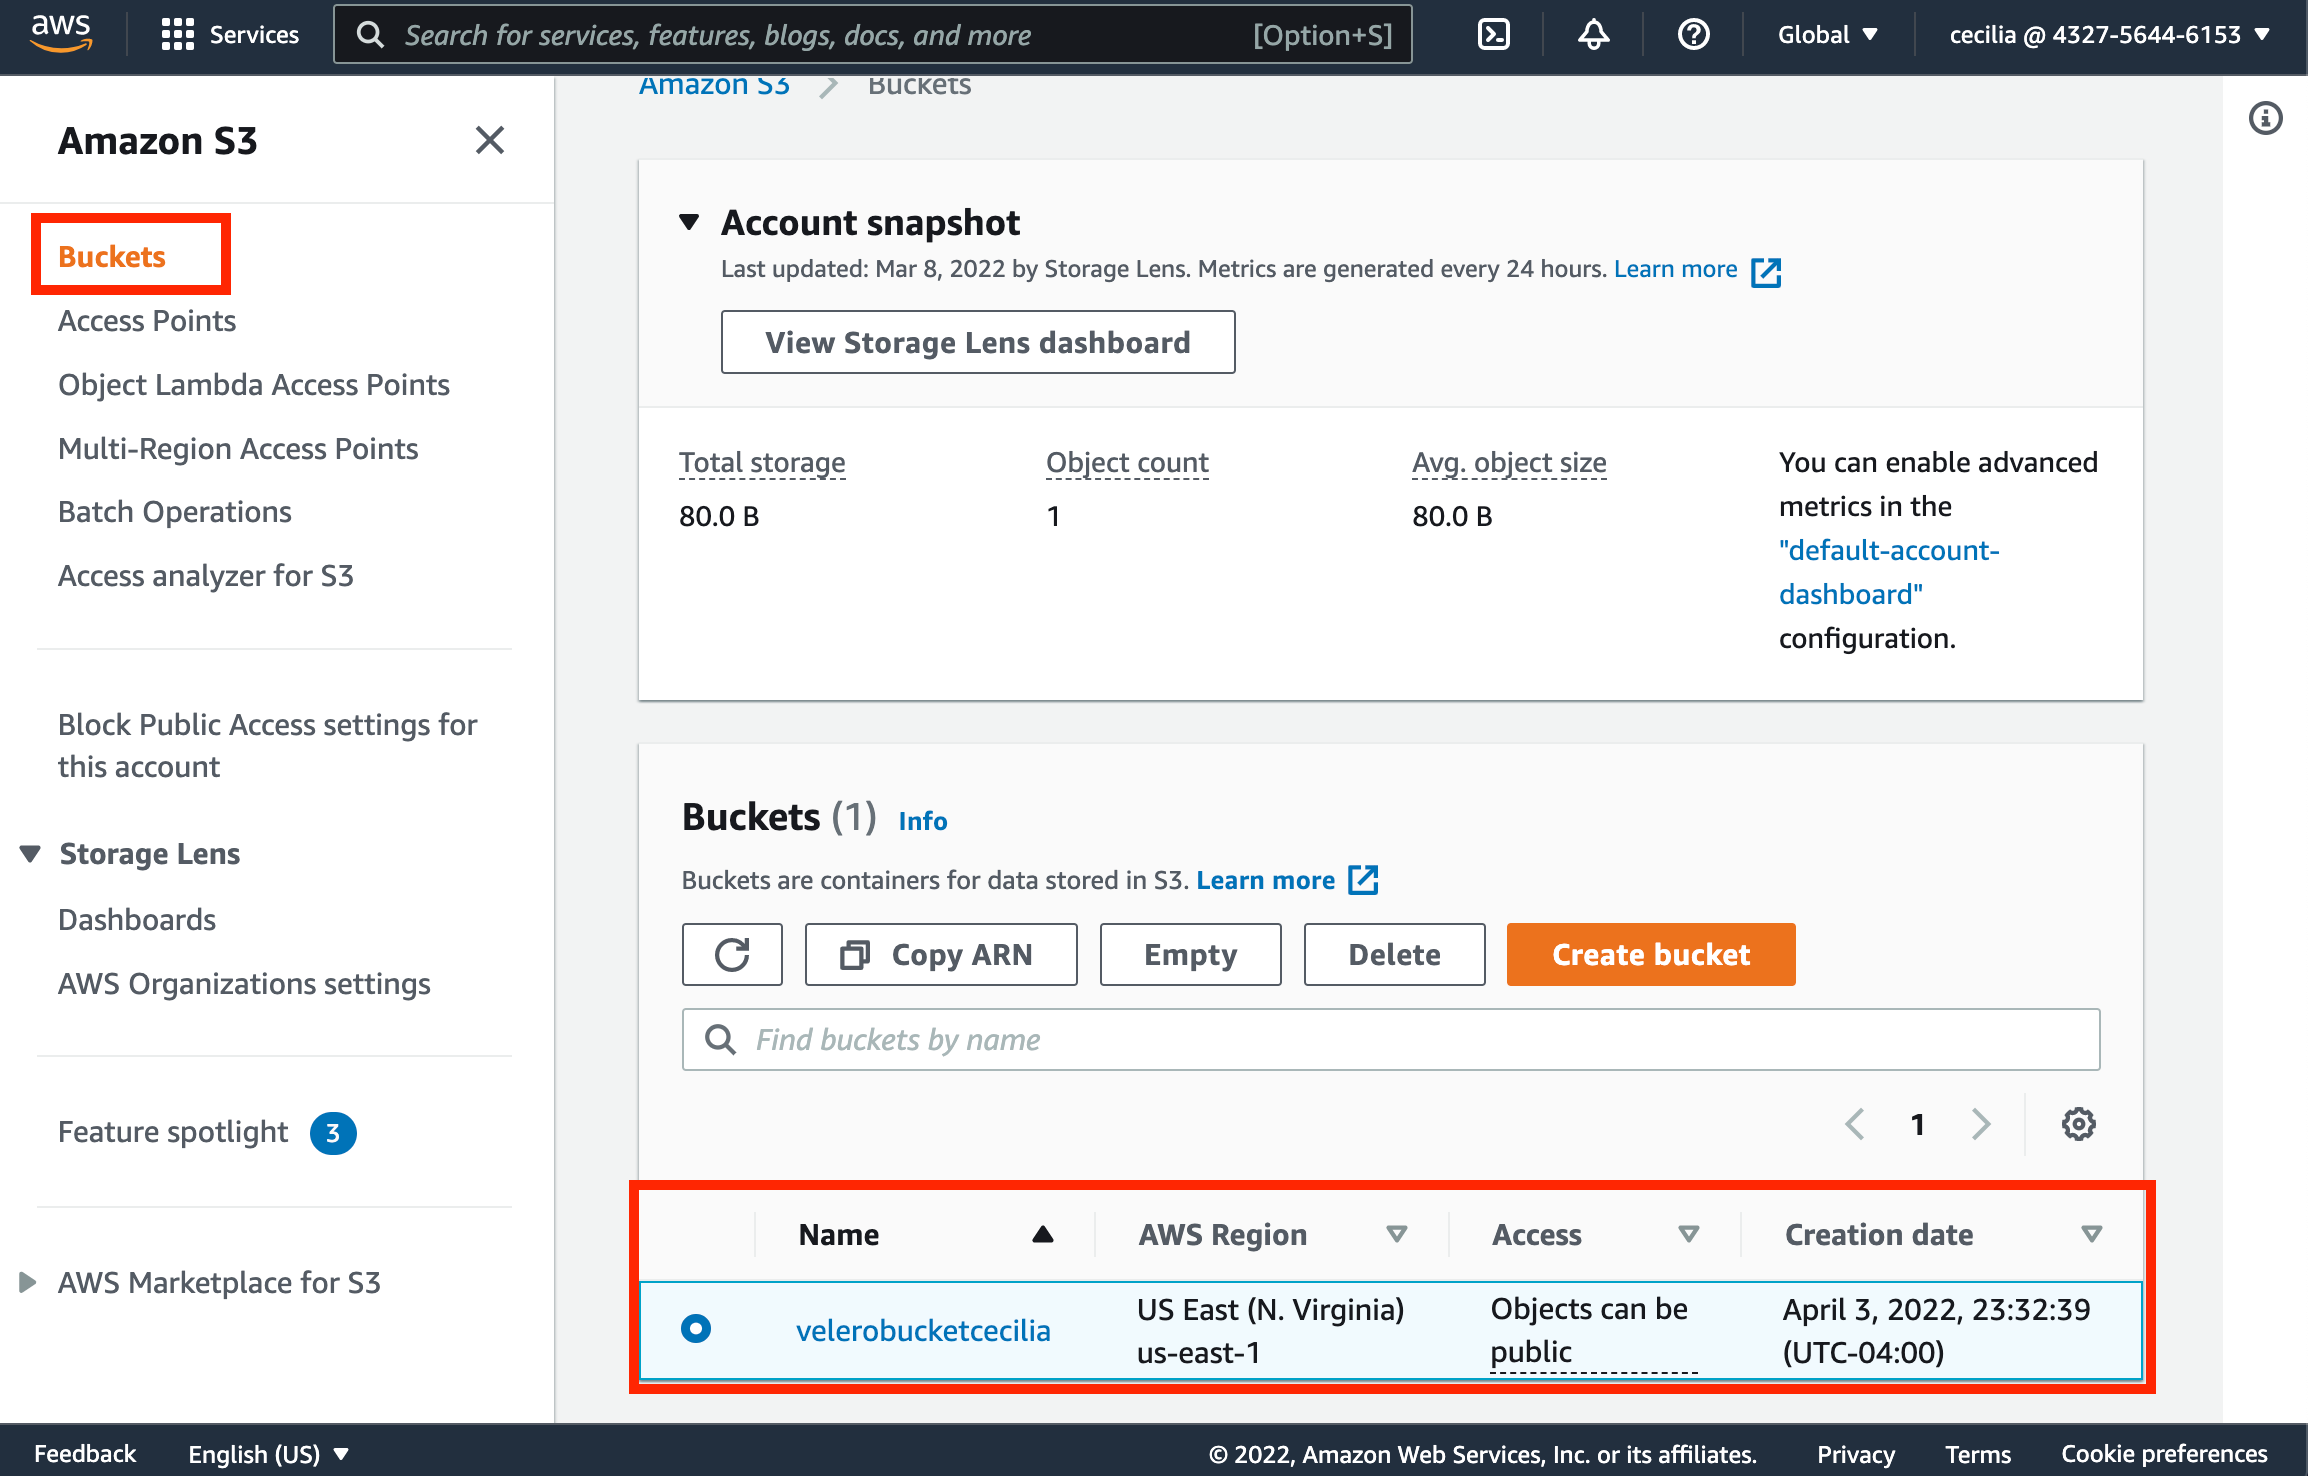 aws
Services
Search for services, features, blogs, docs, and more
[Option+S]
Global
cecilia @ 4327-5644-6153
Amazon S3
Buckets
Access Points
Object Lambda Access Points
Multi-Region Access Points
Batch Operations
Access analyzer for S3
Block Public Access settings for
this account
Storage Lens
Dashboards
AWS Organizations settings
Feature spotlight 3
AWS Marketplace for S3
Amazon S3 > Buckets
Account snapshot
Last updated: Mar 8, 2022 by Storage Lens. Metrics are generated every 24 hours. Learn more
View Storage Lens dashboard
Total storage
80.0 B
Object count
1
Avg. object size
80.0 B
You can enable advanced
metrics in the
"default-account-
dashboard"
configuration.
Buckets (1) Info
Buckets are containers for data stored in S3. Learn more
Copy ARN
Empty
Delete
Create bucket
Find buckets by name
1
Name
AWS Region
Access
Creation date
velerobucketcecilia
US East (N. Virginia)
us-east-1
Objects can be
public
April 3, 2022, 23:32:39
(UTC-04:00)
Feedback
English (US)
© 2022, Amazon Web Services, Inc. or its affiliates.
Privacy
Terms
Cookie preferences